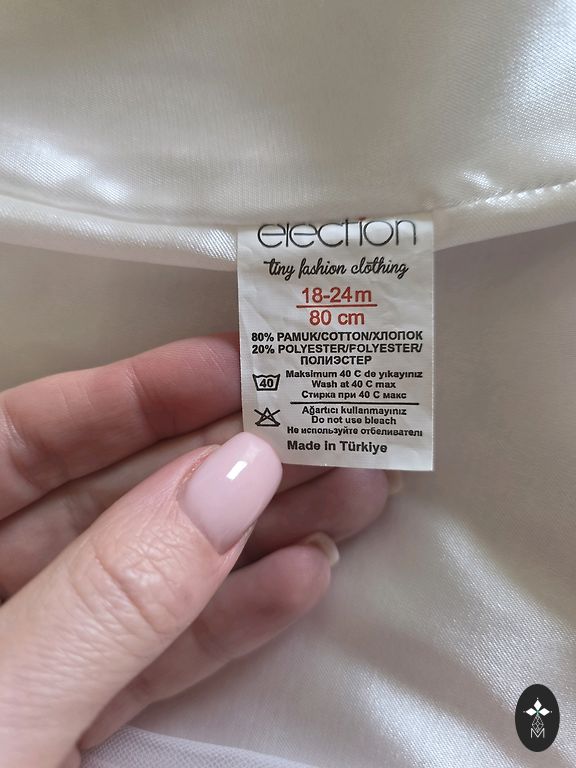 election
tiny fashion clothing
18-24m
80 cm
80% PAMUK/COTTON/ХЛОПОК
20% POLYESTER/FOLYESTER/
ПОЛИЭСТЕР
40
Maksimum 40 C de yıkayınız
Wash at 40 C max
Стирка при 40 С макс
Ağartıcı kullanmayınız
Do not use bleach
Не используйте отбеливатели
Made in Türkiye
M